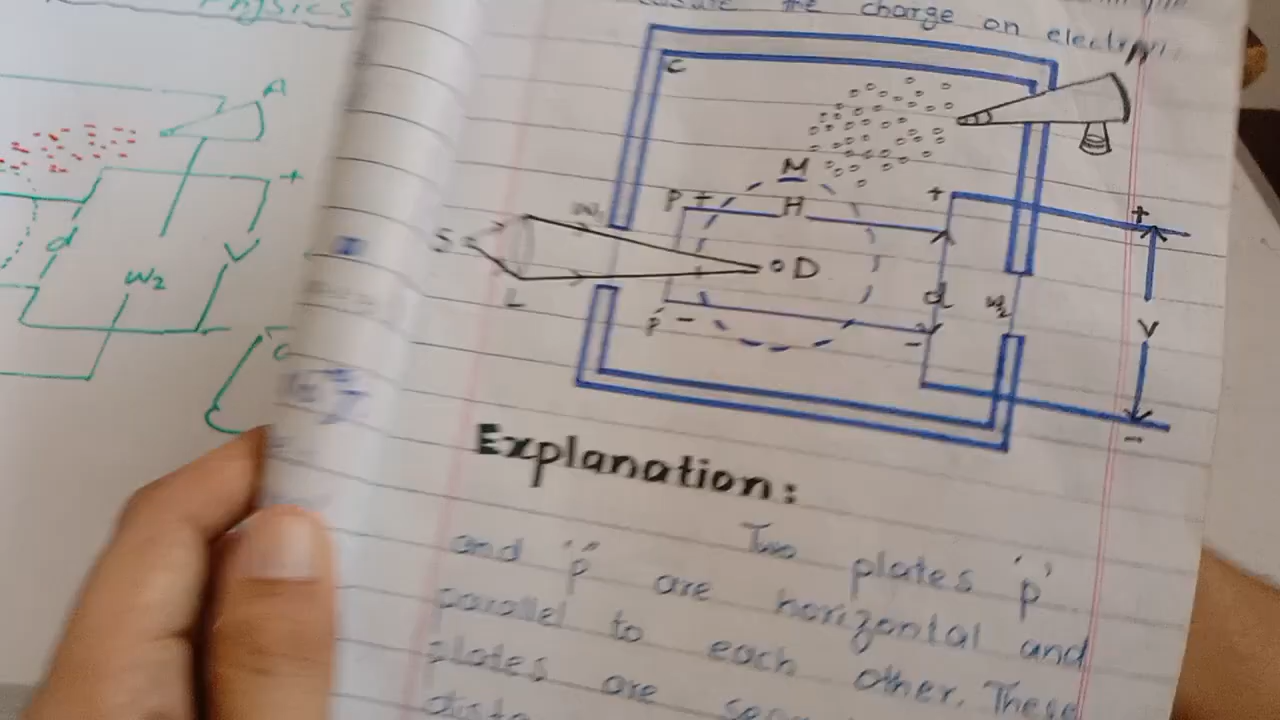 Physics
A
+
d
V
W2
-
the charge on
C
M
P +
H
+
+
W1
S
D
L
d
W2
V
p' -
-
-
Explanation:
Two plates 'p'
and "p" are horizontal and
parallel to each other. These
plates are